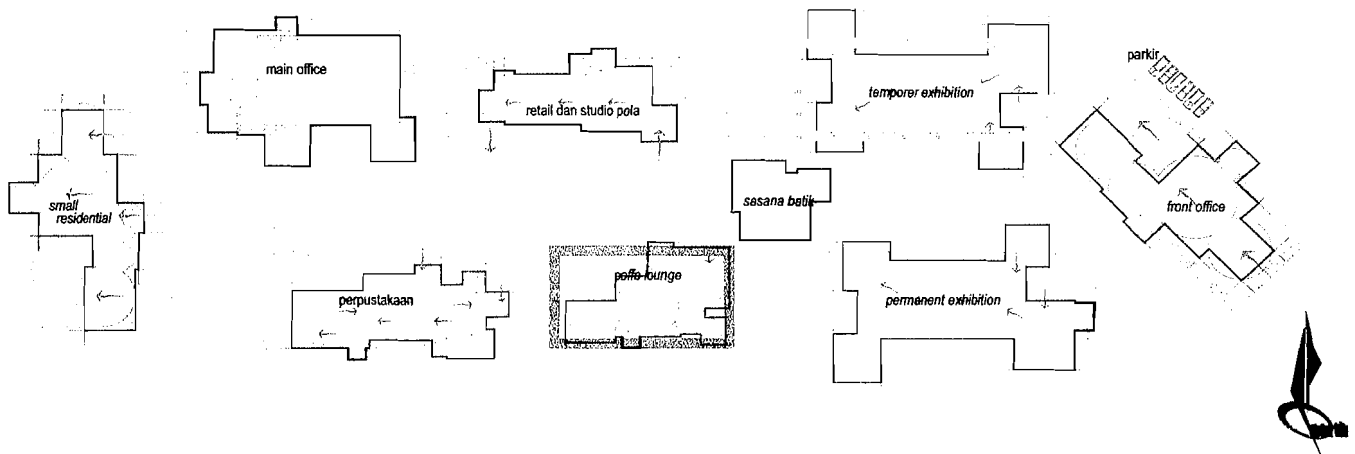 main office
retail dan studio pola
temporer exhibition
parkir
small
residential
sasana batik
front office
perpustakaan
coffe lounge
permanent exhibition
north